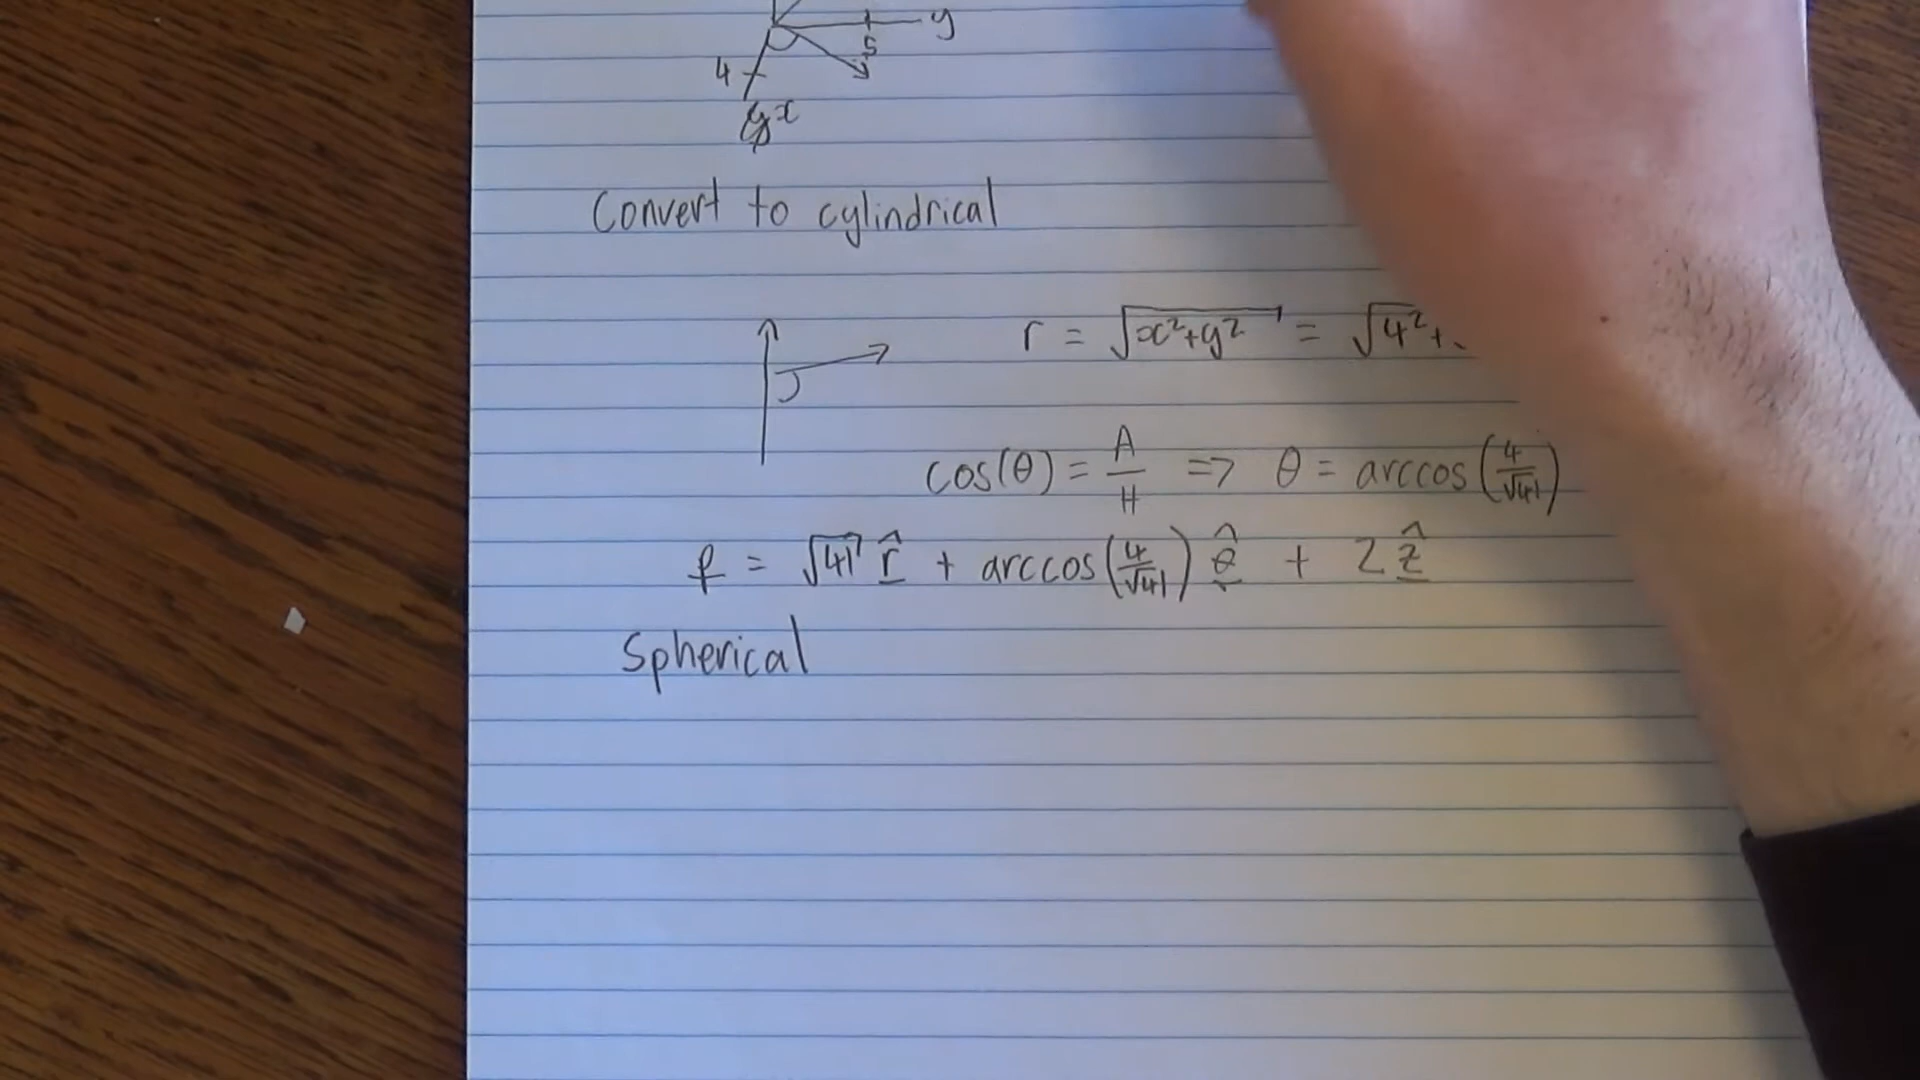 y
5
4
x
Convert to cylindrical
r = √x²+y² = √4²+
cos(θ) = A/H => θ = arccos(4/√41)
f = √41 r̂ + arccos(4/√41) θ̂ + 2 ẑ
Spherical